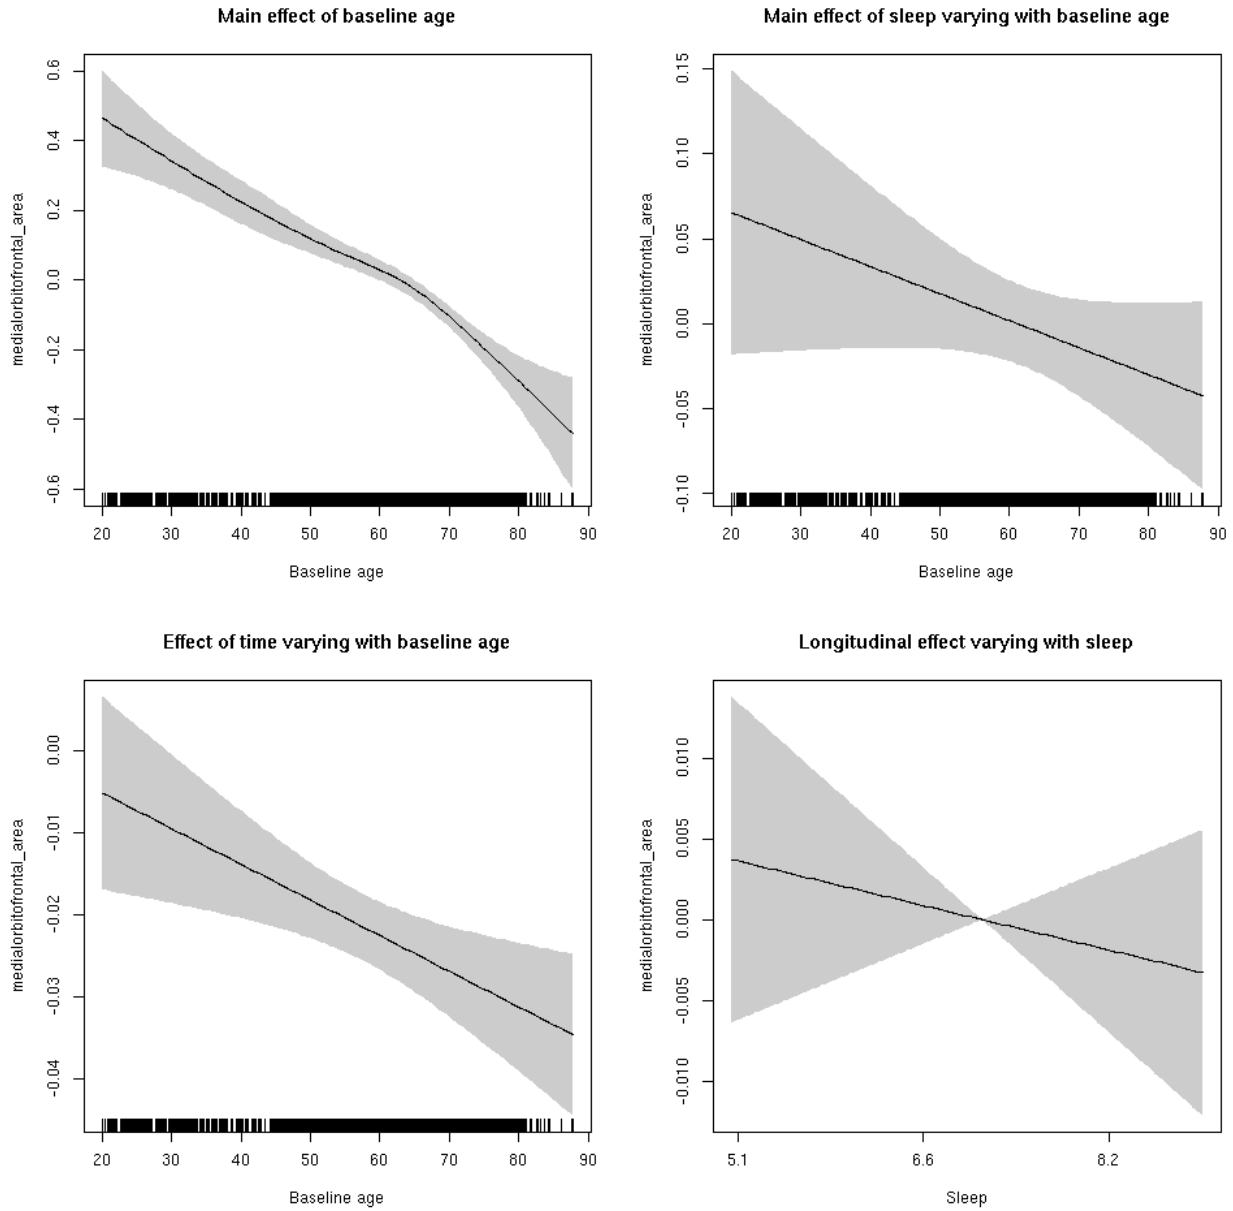 Main effect of baseline age
0.6
0.4
0.2
0.0
-0.2
-0.4
-0.6
medialorbitofrontal_area
20 30 40 50 60 70 80 90
Baseline age
Main effect of sleep varying with baseline age
0.15
0.10
0.05
0.00
-0.05
-0.10
medialorbitofrontal_area
20 30 40 50 60 70 80 90
Baseline age
Effect of time varying with baseline age
0.00
-0.01
-0.02
-0.03
-0.04
medialorbitofrontal_area
20 30 40 50 60 70 80 90
Baseline age
Longitudinal effect varying with sleep
0.010
0.005
0.000
-0.005
-0.010
medialorbitofrontal_area
5.1 6.6 8.2
Sleep